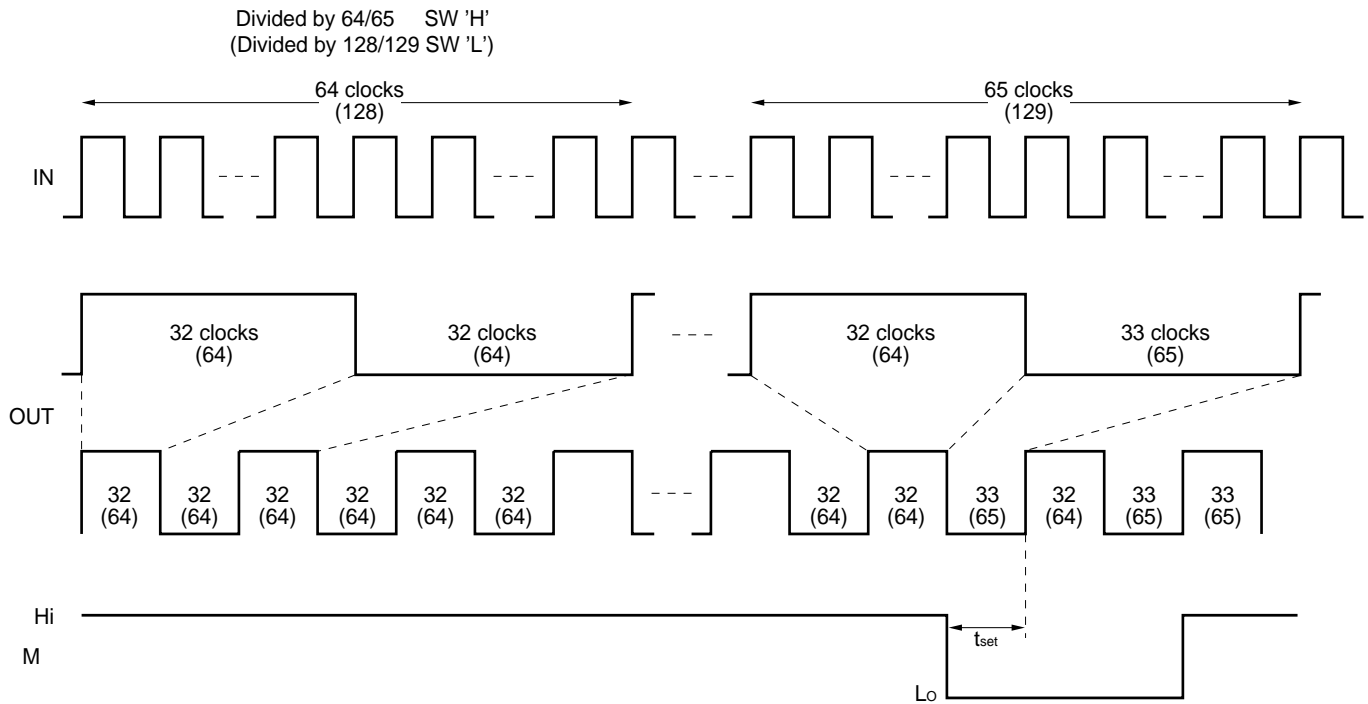 Divided by 64/65 SW 'H'
(Divided by 128/129 SW 'L')
64 clocks
(128)
65 clocks
(129)
IN
32 clocks
(64)
32 clocks
(64)
32 clocks
(64)
33 clocks
(65)
OUT
32
(64)
32
(64)
32
(64)
32
(64)
32
(64)
32
(64)
32
(64)
32
(64)
33
(65)
32
(64)
33
(65)
33
(65)
Hi
M
tset
Lo